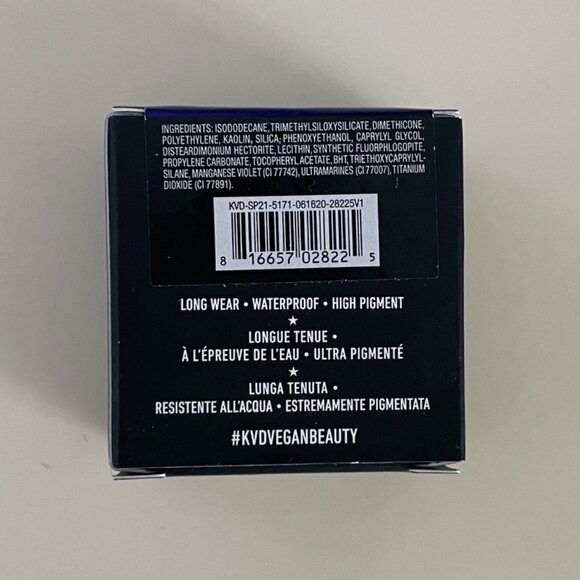 INGREDIENTS: ISODODECANE, TRIMETHYLSILOXYSILICATE, DIMETHICONE,
POLYETHYLENE, KAOLIN, SILICA, PHENOXYETHANOL, CAPRYLYL GLYCOL,
DISTEARDIMONIUM HECTORITE, LECITHIN, SYNTHETIC FLUORPHLOGOPITE,
PROPYLENE CARBONATE, TOCOPHERYL ACETATE, BHT, TRIETHOXYCAPRYLYL-
SILANE, MANGANESE VIOLET (CI 77742), ULTRAMARINES (CI 77007), TITANIUM
DIOXIDE (CI 77891).
KVD-SP21-5171-061620-28225V1
8 16657 02822 5
LONG WEAR • WATERPROOF • HIGH PIGMENT
★
LONGUE TENUE •
À L'ÉPREUVE DE L'EAU • ULTRA PIGMENTÉ
★
LUNGA TENUTA •
RESISTENTE ALL'ACQUA • ESTREMAMENTE PIGMENTATA
#KVDVEGANBEAUTY